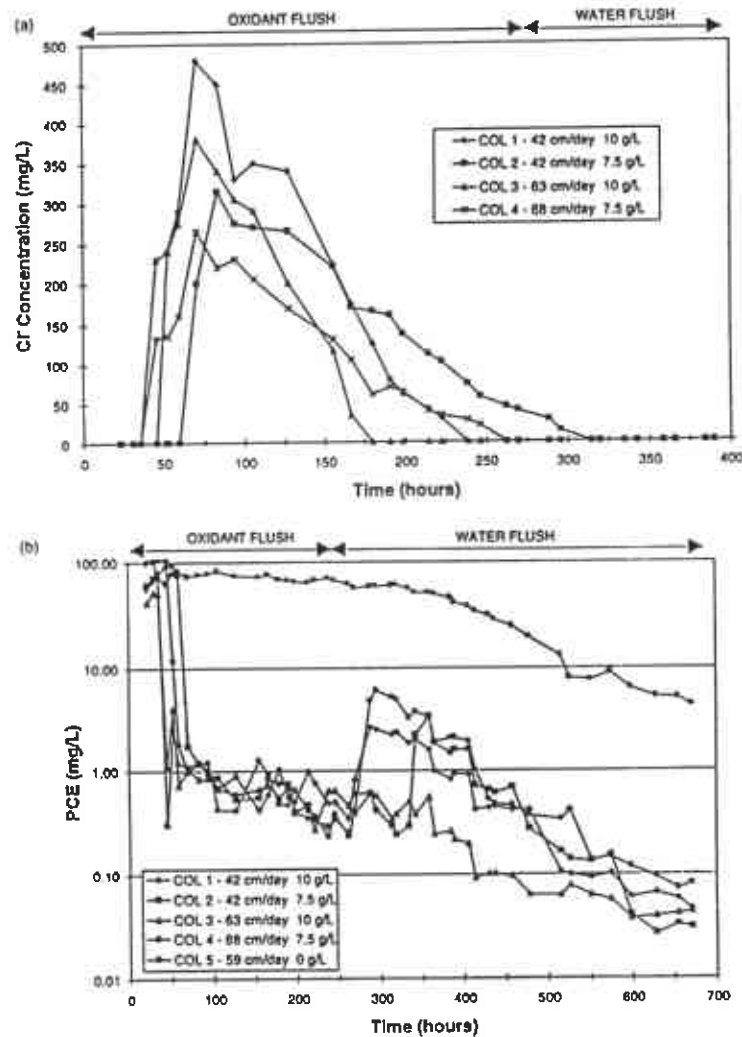 (a)
OXIDANT FLUSH
WATER FLUSH
500
450
400
350
300
250
200
150
100
50
0
Cl⁻ Concentration (mg/L)
COL 1 - 42 cm/day 10 g/L
COL 2 - 42 cm/day 7.5 g/L
COL 3 - 63 cm/day 10 g/L
COL 4 - 68 cm/day 7.5 g/L
0
50
100
150
200
250
300
350
400
Time (hours)
(b)
OXIDANT FLUSH
WATER FLUSH
100.00
10.00
1.00
0.10
0.01
PCE (mg/L)
COL 1 - 42 cm/day 10 g/L
COL 2 - 42 cm/day 7.5 g/L
COL 3 - 63 cm/day 10 g/L
COL 4 - 68 cm/day 7.5 g/L
COL 5 - 59 cm/day 0 g/L
0
100
200
300
400
500
600
700
Time (hours)